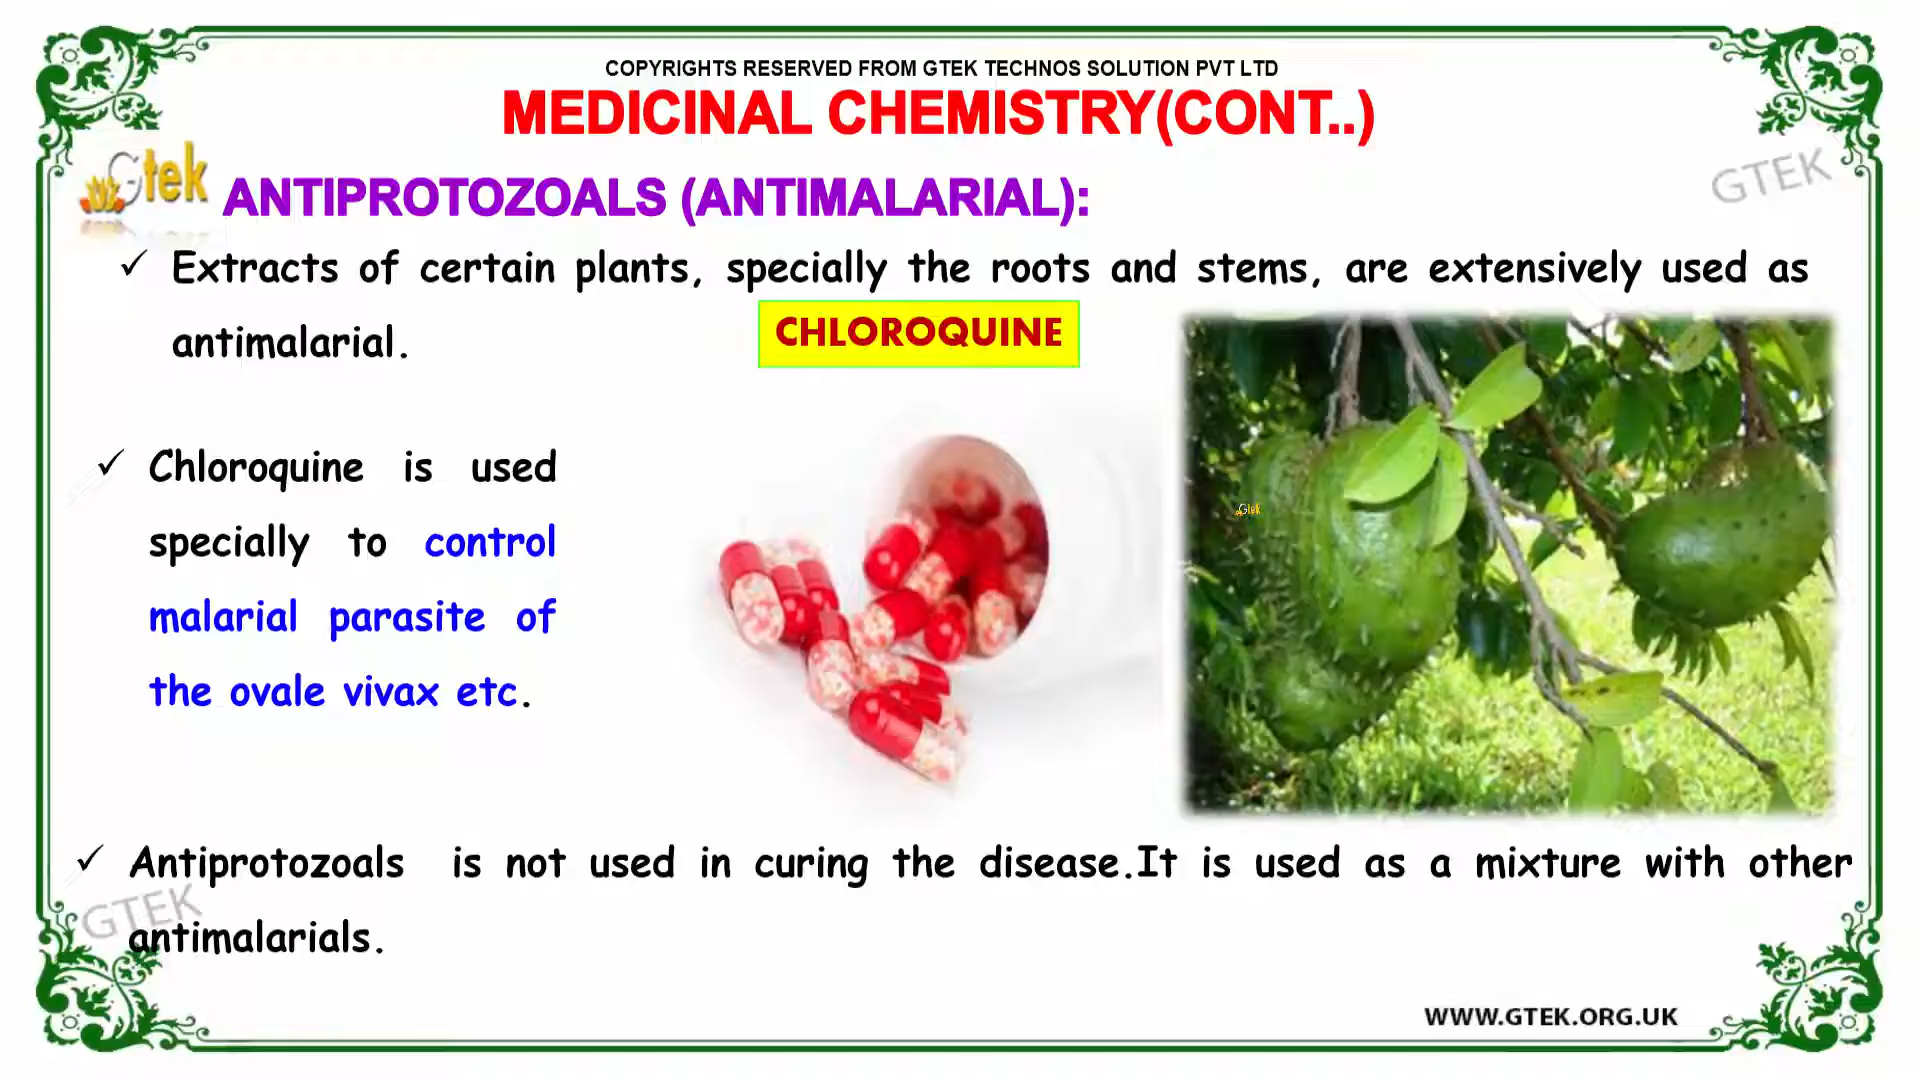 COPYRIGHTS RESERVED FROM GTEK TECHNOS SOLUTION PVT LTD
MEDICINAL CHEMISTRY(CONT..)
Gtek
GTEK
ANTIPROTOZOALS (ANTIMALARIAL):
✓ Extracts of certain plants, specially the roots and stems, are extensively used as
antimalarial.
CHLOROQUINE
✓ Chloroquine is used
specially to control
malarial parasite of
the ovale vivax etc.
Gtek
✓ Antiprotozoals is not used in curing the disease.It is used as a mixture with other
antimalarials.
GTEK
WWW.GTEK.ORG.UK